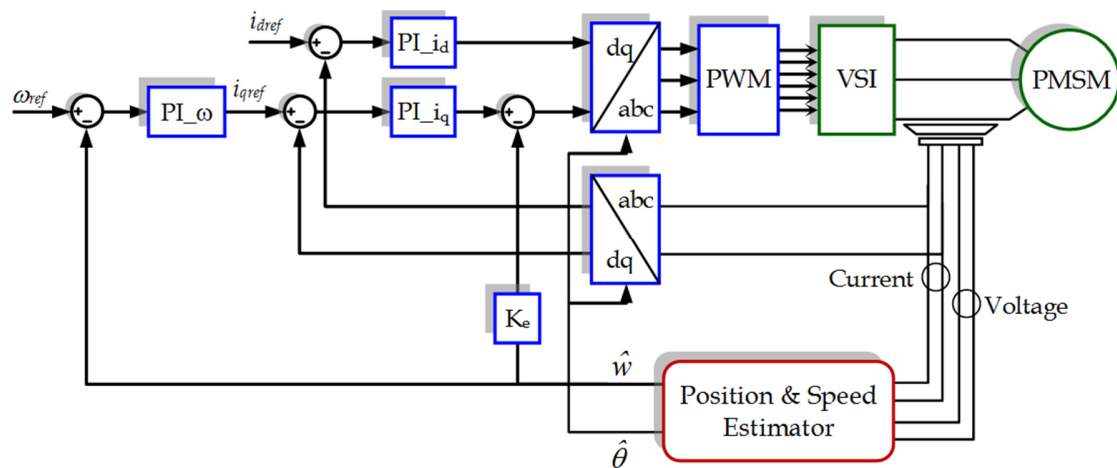 i_dref
+
-
PI_i_d
dq
abc
PWM
VSI
PMSM
ω_ref
+
-
PI_ω
i_qref
+
-
PI_i_q
+
-
abc
dq
Current
Voltage
K_e
ŵ
θ̂
Position & Speed
Estimator